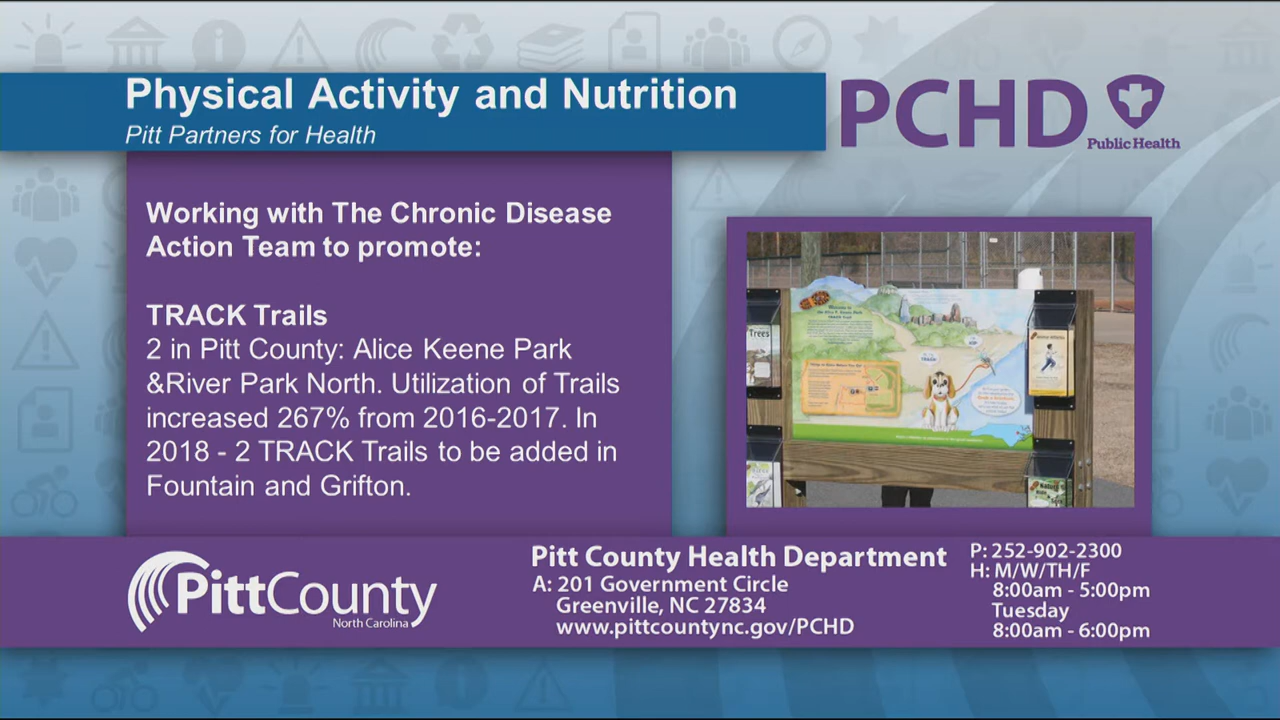 Physical Activity and Nutrition
Pitt Partners for Health
PCHD
Public Health
Working with The Chronic Disease
Action Team to promote:
TRACK Trails
2 in Pitt County: Alice Keene Park
&River Park North. Utilization of Trails
increased 267% from 2016-2017. In
2018 - 2 TRACK Trails to be added in
Fountain and Grifton.
Trees
TRACK
Nature
PittCounty
North Carolina
Pitt County Health Department
A: 201 Government Circle
Greenville, NC 27834
www.pittcountync.gov/PCHD
P: 252-902-2300
H: M/W/TH/F
8:00am - 5:00pm
Tuesday
8:00am - 6:00pm